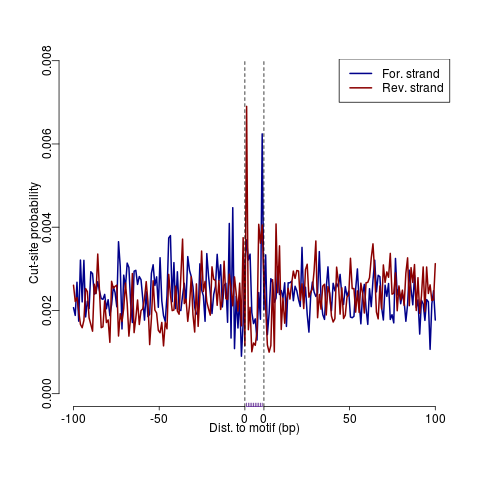 For. strand
Rev. strand
Cut-site probability
0.008
0.006
0.004
0.002
0.000
-100 -50 0 0 50 100
Dist. to motif (bp)